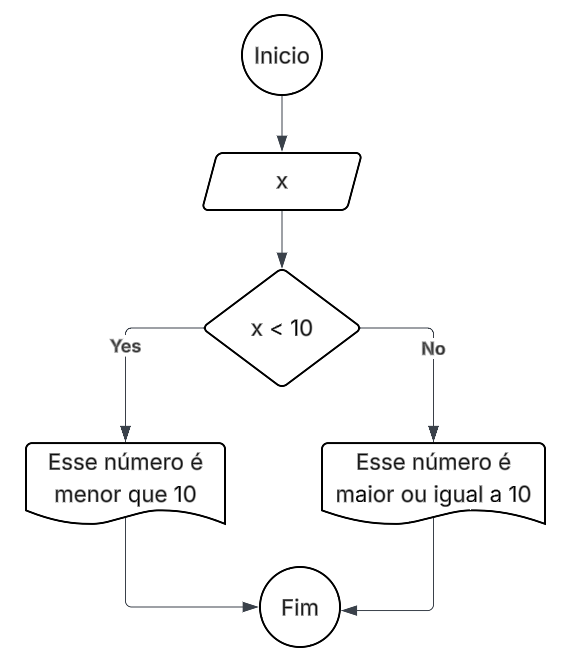 Inicio
x
x < 10
Yes
No
Esse número é
menor que 10
Esse número é
maior ou igual a 10
Fim